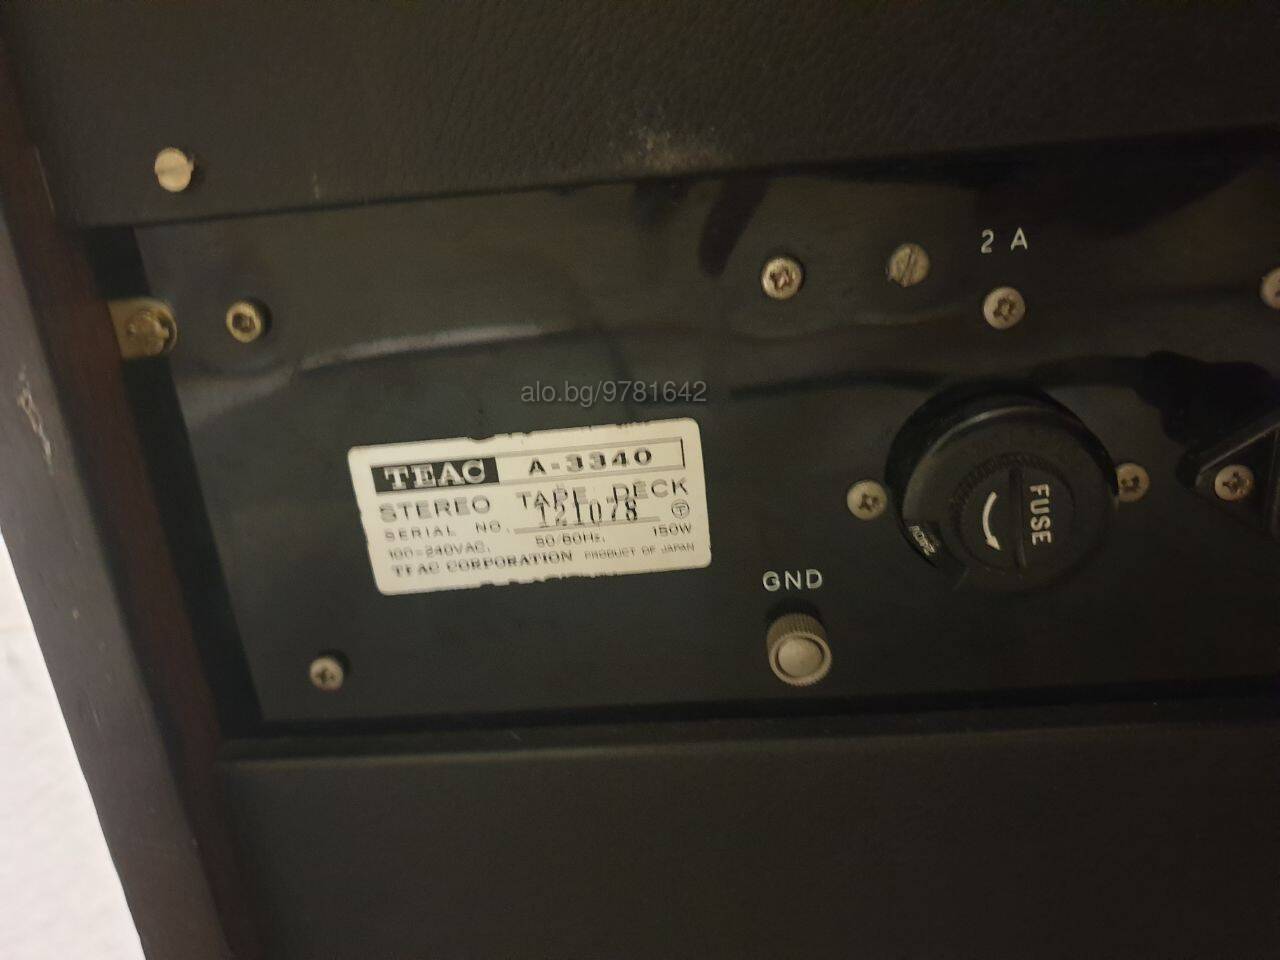 2 A
alo.bg/9781642
TEAC A-3340
STEREO TAPE DECK
SERIAL NO. 121078
100-240VAC. 50/60Hz. 150W
TEAC CORPORATION PRODUCT OF JAPAN
FUSE
GND